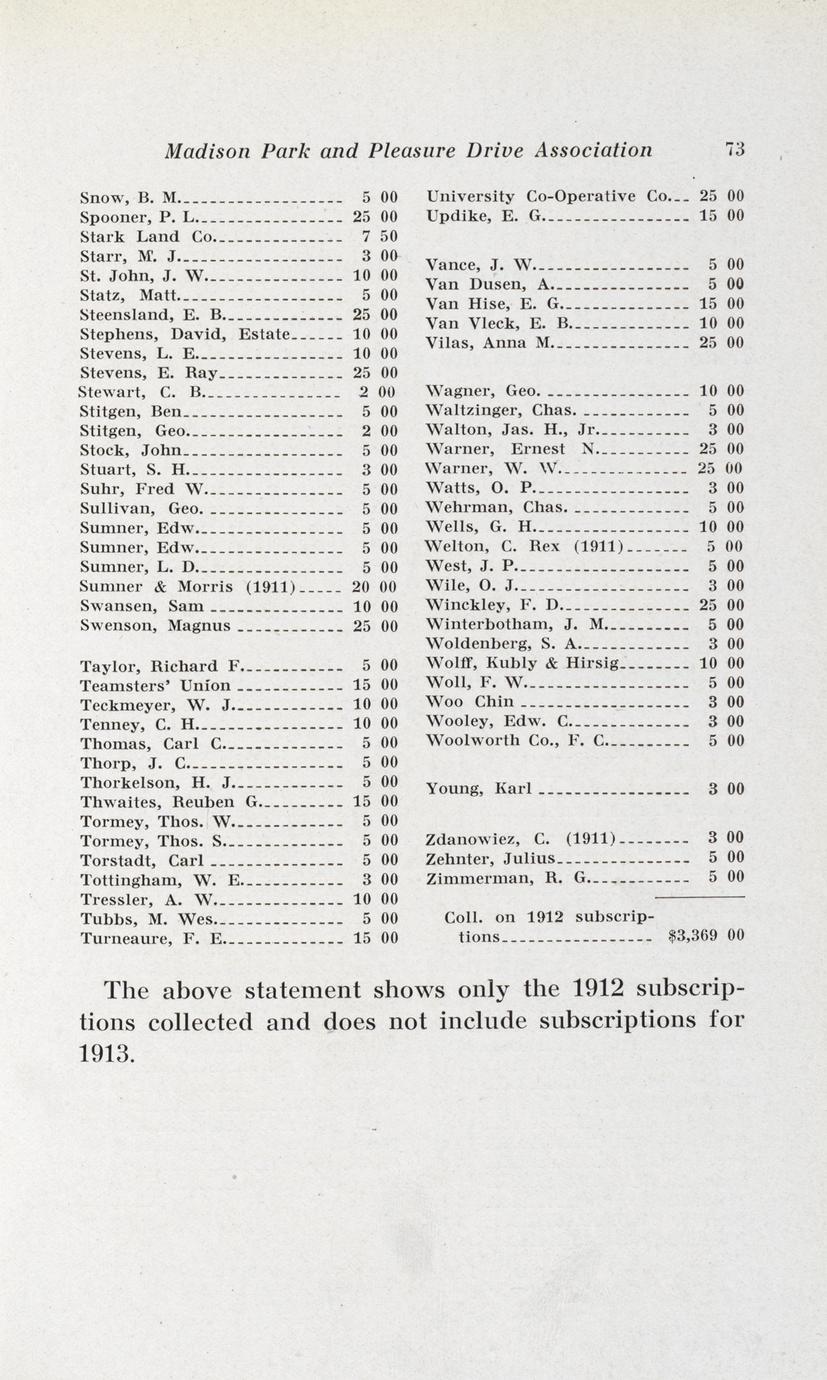 Madison Park and Pleasure Drive Association 73
Snow, B. M. 5 00
Spooner, P. L. 25 00
Stark Land Co. 7 50
Starr, M. J. 3 00
St. John, J. W. 10 00
Statz, Matt. 5 00
Steensland, E. B. 25 00
Stephens, David, Estate 10 00
Stevens, L. E. 10 00
Stevens, E. Ray 25 00
Stewart, C. B. 2 00
Stitgen, Ben 5 00
Stitgen, Geo. 2 00
Stock, John 5 00
Stuart, S. H. 3 00
Suhr, Fred W. 5 00
Sullivan, Geo. 5 00
Sumner, Edw. 5 00
Sumner, Edw. 5 00
Sumner, L. D. 5 00
Sumner & Morris (1911) 20 00
Swansen, Sam 10 00
Swenson, Magnus 25 00
Taylor, Richard F. 5 00
Teamsters' Union 15 00
Teckmeyer, W. J. 10 00
Tenney, C. H. 10 00
Thomas, Carl C. 5 00
Thorp, J. C. 5 00
Thorkelson, H. J. 5 00
Thwaites, Reuben G. 15 00
Tormey, Thos. W. 5 00
Tormey, Thos. S. 5 00
Torstadt, Carl 5 00
Tottingham, W. E. 3 00
Tressler, A. W. 10 00
Tubbs, M. Wes. 5 00
Turneaure, F. E. 15 00
University Co-Operative Co. 25 00
Updike, E. G. 15 00
Vance, J. W. 5 00
Van Dusen, A. 5 00
Van Hise, E. G. 15 00
Van Vleck, E. B. 10 00
Vilas, Anna M. 25 00
Wagner, Geo. 10 00
Waltzinger, Chas. 5 00
Walton, Jas. H., Jr. 3 00
Warner, Ernest N. 25 00
Warner, W. W. 25 00
Watts, O. P. 3 00
Wehrman, Chas. 5 00
Wells, G. H. 10 00
Welton, C. Rex (1911) 5 00
West, J. P. 5 00
Wile, O. J. 3 00
Winckley, F. D. 25 00
Winterbotham, J. M. 5 00
Woldenberg, S. A. 3 00
Wolff, Kubly & Hirsig 10 00
Woll, F. W. 5 00
Woo Chin 3 00
Wooley, Edw. C. 3 00
Woolworth Co., F. C. 5 00
Young, Karl 3 00
Zdanowiez, C. (1911) 3 00
Zehnter, Julius 5 00
Zimmerman, R. G. 5 00
Coll. on 1912 subscrip-
tions $3,369 00
The above statement shows only the 1912 subscrip-
tions collected and does not include subscriptions for
1913.